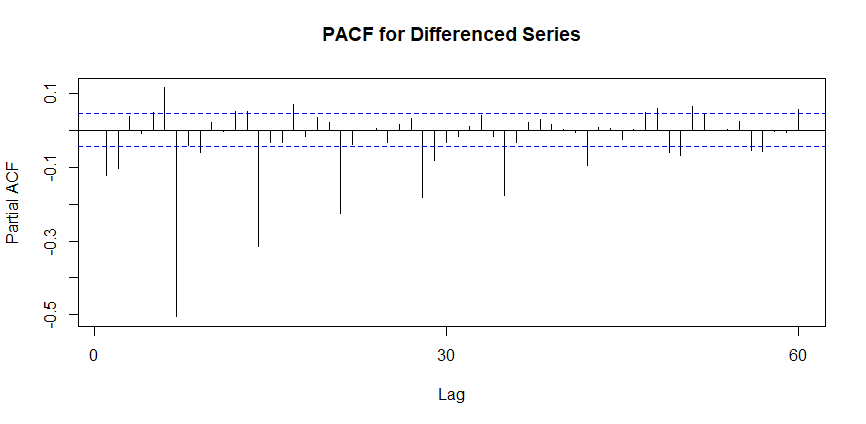 PACF for Differenced Series
Partial ACF
0.1
-0.1
-0.3
-0.5
0
30
60
Lag